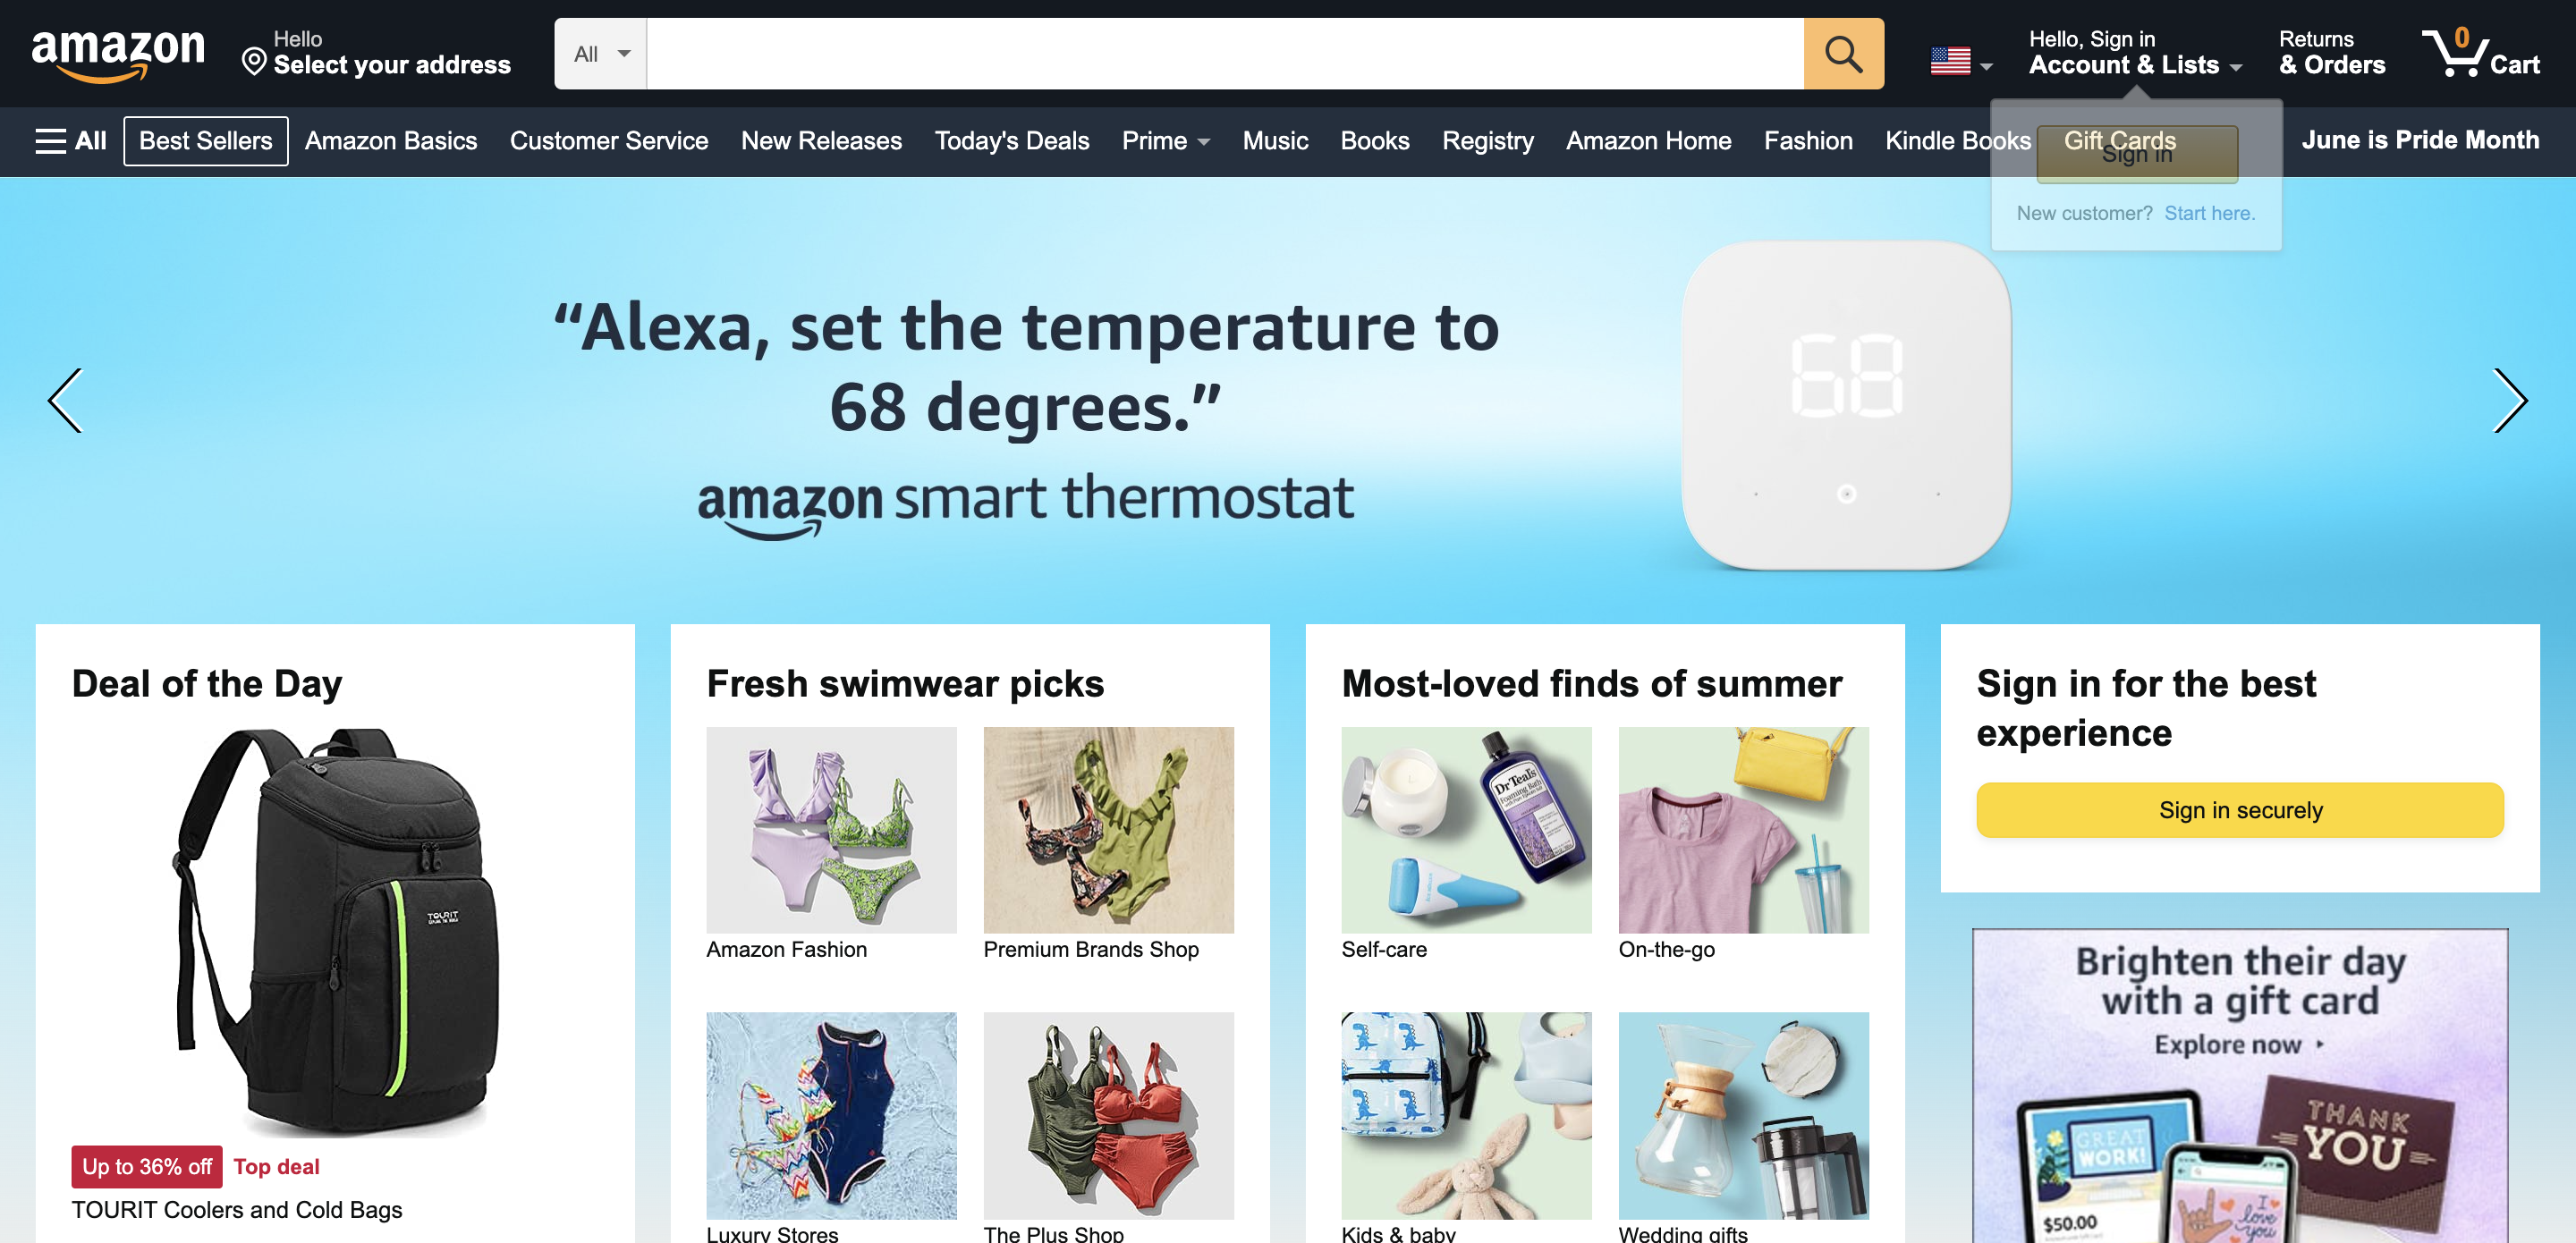 amazon
Hello
Select your address
All
Hello, Sign in
Account & Lists
Returns
& Orders
0
Cart
All
Best Sellers
Amazon Basics
Customer Service
New Releases
Today's Deals
Prime
Music
Books
Registry
Amazon Home
Fashion
Kindle Books
Gift Cards
June is Pride Month
Sign in
New customer? Start here.
“Alexa, set the temperature to
68 degrees.”
amazon smart thermostat
68
Deal of the Day
TOURIT
Up to 36% off
Top deal
TOURIT Coolers and Cold Bags
Fresh swimwear picks
Amazon Fashion
Premium Brands Shop
Luxury Stores
The Plus Shop
Most-loved finds of summer
Dr Teal's
Foaming Bath
Self-care
On-the-go
Kids & baby
Wedding gifts
Sign in for the best
experience
Sign in securely
Brighten their day
with a gift card
Explore now
GREAT
WORK!
$50.00
I
love
you
THANK
YOU